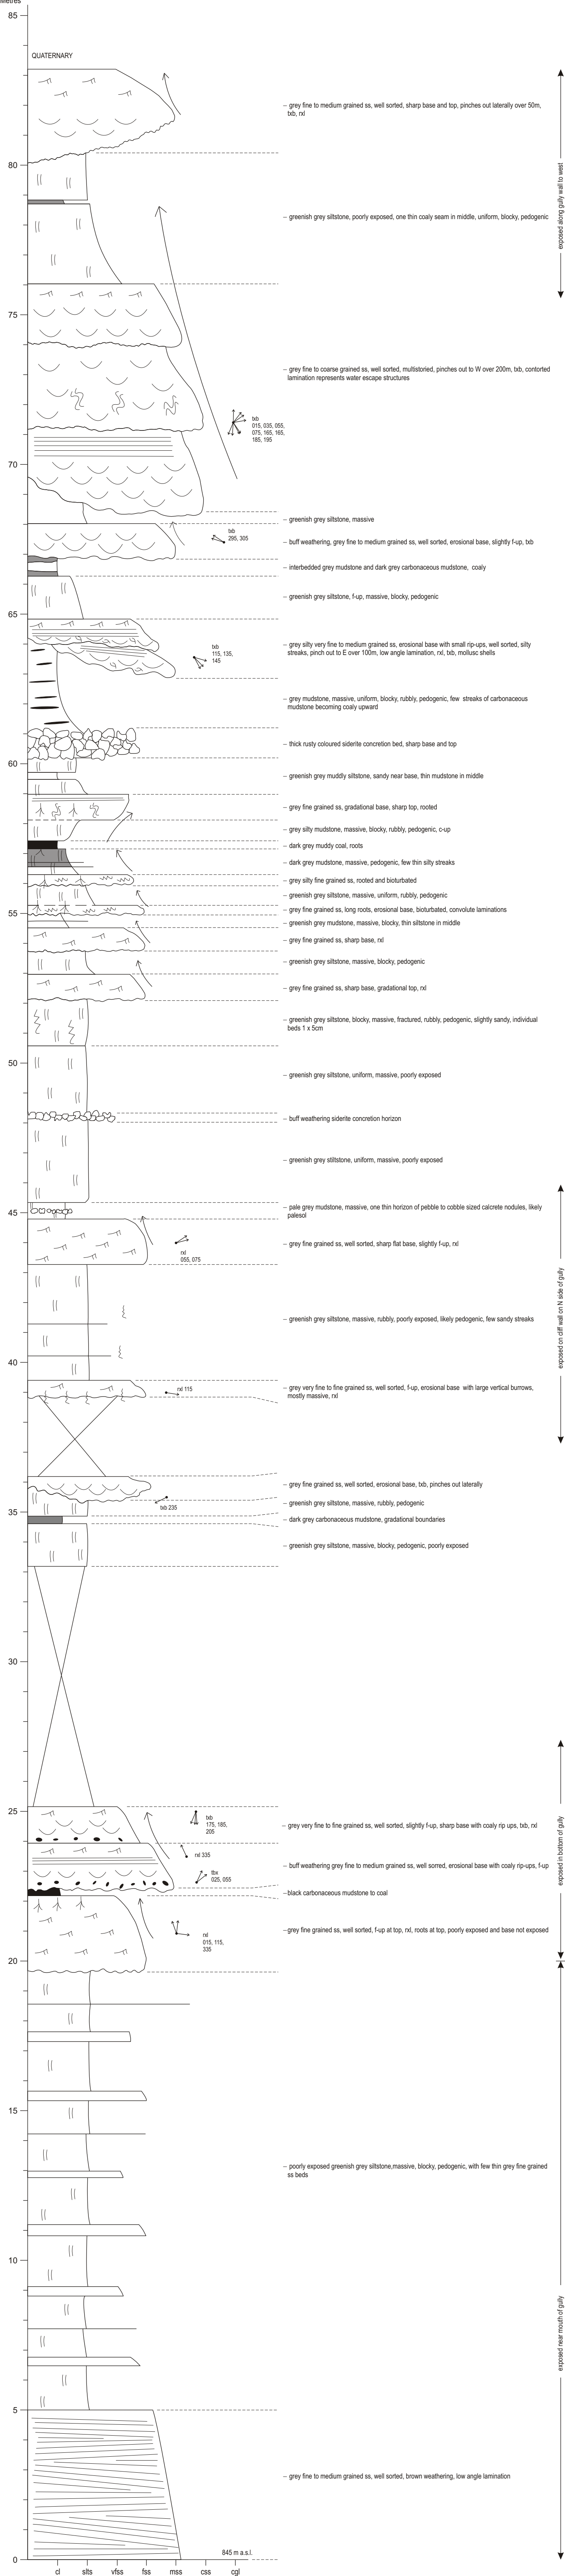 Metres
85
QUATERNARY
– grey fine to medium grained ss, well sorted, sharp base and top, pinches out laterally over 50m,
txb, rxl
80
exposed along gully wall to west
– greenish grey siltstone, poorly exposed, one thin coaly seam in middle, uniform, blocky, pedogenic
75
– grey fine to coarse grained ss, well sorted, multistoried, pinches out to W over 200m, txb, contorted
lamination represents water escape structures
txb
015, 035, 055,
075, 165, 165,
185, 195
70
– greenish grey siltstone, massive
txb
295, 305
– buff weathering, grey fine to medium grained ss, well sorted, erosional base, slightly f-up, txb
– interbedded grey mudstone and dark grey carbonaceous mudstone, coaly
– greenish grey siltstone, f-up, massive, blocky, pedogenic
65
– grey silty very fine to medium grained ss, erosional base with small rip-ups, well sorted, silty
streaks, pinch out to E over 100m, low angle lamination, rxl, txb, mollusc shells
txb
115, 135,
145
– grey mudstone, massive, uniform, blocky, rubbly, pedogenic, few streaks of carbonaceous
mudstone becoming coaly upward
– thick rusty coloured siderite concretion bed, sharp base and top
60
– greenish grey muddy siltstone, sandy near base, thin mudstone in middle
– grey fine grained ss, gradational base, sharp top, rooted
– grey silty mudstone, massive, blocky, rubbly, pedogenic, c-up
– dark grey muddy coal, roots
– dark grey mudstone, massive, pedogenic, few thin silty streaks
– grey silty fine grained ss, rooted and bioturbated
– greenish grey siltstone, massive, uniform, rubbly, pedogenic
55
– grey fine grained ss, long roots, erosional base, bioturbated, convolute laminations
– greenish grey mudstone, massive, blocky, thin siltstone in middle
– grey fine grained ss, sharp base, rxl
– greenish grey siltstone, massive, blocky, pedogenic
– grey fine grained ss, sharp base, gradational top, rxl
– greenish grey siltstone, blocky, massive, fractured, rubbly, pedogenic, slightly sandy, individual
beds 1 x 5cm
50
– greenish grey siltstone, uniform, massive, poorly exposed
– buff weathering siderite concretion horizon
– greenish grey stiltstone, uniform, massive, poorly exposed
– pale grey mudstone, massive, one thin horizon of pebble to cobble sized calcrete nodules, likely
palesol
45
– grey fine grained ss, well sorted, sharp flat base, slightly f-up, rxl
rxl
055, 075
exposed on cliff wall on N side of gully
– greenish grey siltstone, massive, rubbly, poorly exposed, likely pedogenic, few sandy streaks
40
rxl 115
– grey very fine to fine grained ss, well sorted, f-up, erosional base with large vertical burrows,
mostly massive, rxl
– grey fine grained ss, well sorted, erosional base, txb, pinches out laterally
– greenish grey siltstone, massive, rubbly, pedogenic
txb 235
35
– dark grey carbonaceous mudstone, gradational boundaries
– greenish grey siltstone, massive, blocky, pedogenic, poorly exposed
30
25
txb
175, 185,
205
– grey very fine to fine grained ss, well sorted, slightly f-up, sharp base with coaly rip ups, txb, rxl
exposed in bottom of gully
rxl 335
– buff weathering grey fine to medium grained ss, well sorred, erosional base with coaly rip-ups, f-up
tbx
025, 055
–black carbonaceous mudstone to coal
–grey fine grained ss, well sorted, f-up at top, rxl, roots at top, poorly exposed and base not exposed
rxl
015, 115,
335
20
15
– poorly exposed greenish grey siltstone,massive, blocky, pedogenic, with few thin grey fine grained
ss beds
10
exposed near mouth of gully
5
– grey fine to medium grained ss, well sorted, brown weathering, low angle lamination
845 m a.s.l.
0
cl slts vfss fss mss css cgl